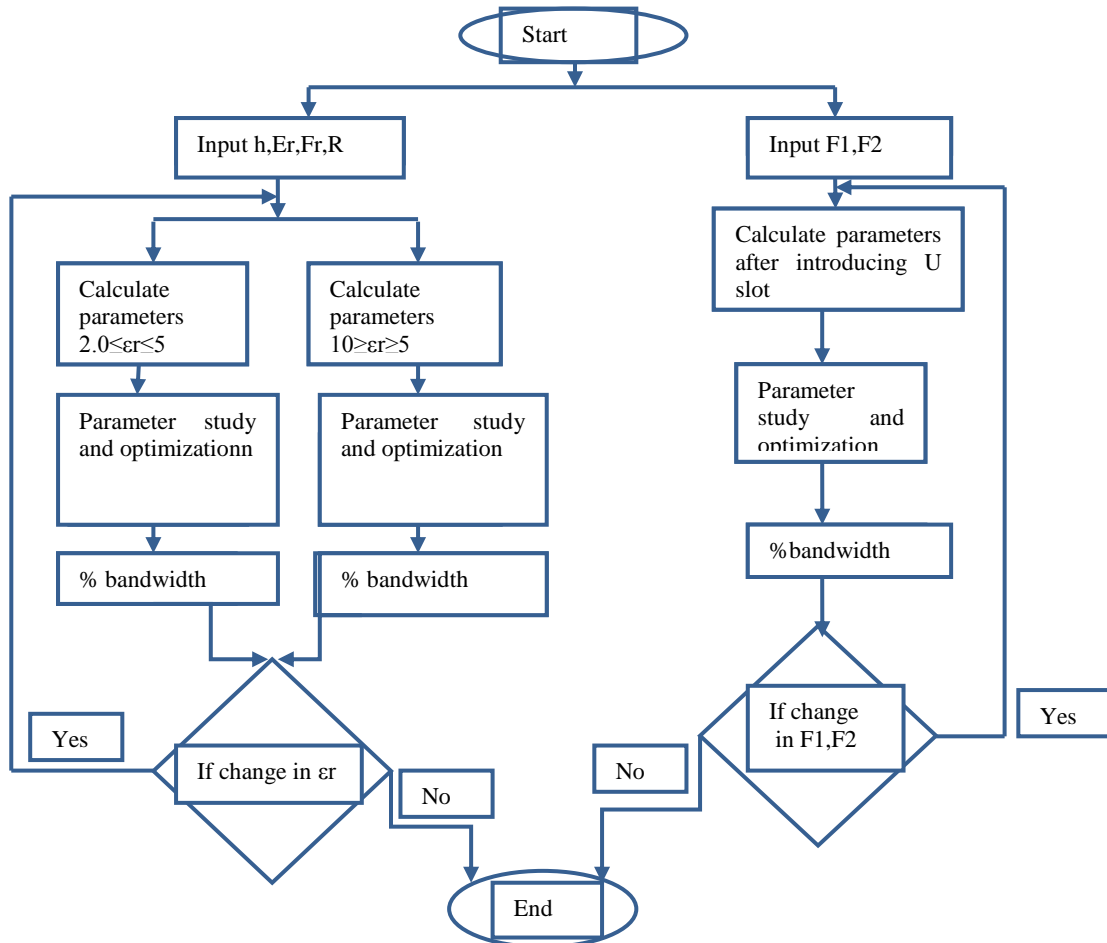 Start
Input h,Er,Fr,R
Input F1,F2
Calculate
parameters
2.0≤εr≤5
Calculate
parameters
10≥εr≥5
Calculate parameters
after introducing U
slot
Parameter study
and optimizationn
Parameter study
and optimization
Parameter
study and
optimization
% bandwidth
% bandwidth
%bandwidth
Yes
If change in εr
No
No
If change
in F1,F2
Yes
End